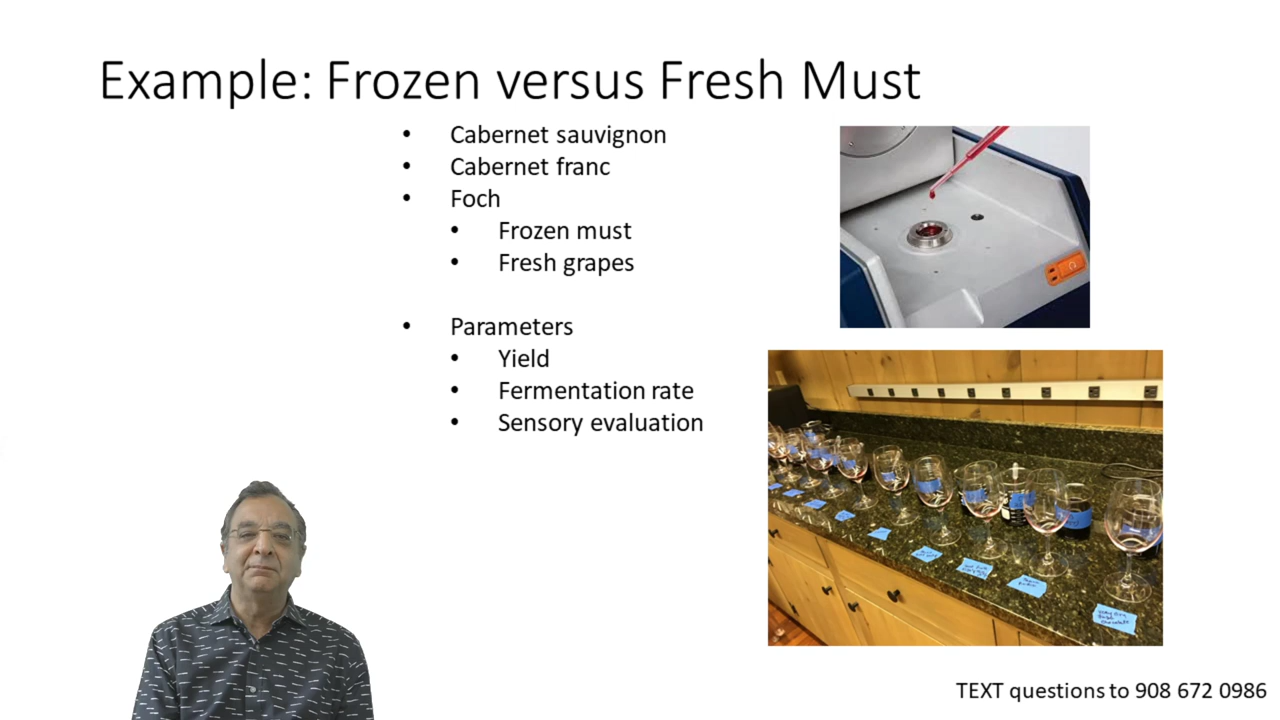 Example: Frozen versus Fresh Must
• Cabernet sauvignon
• Cabernet franc
• Foch
• Frozen must
• Fresh grapes
• Parameters
• Yield
• Fermentation rate
• Sensory evaluation
TEXT questions to 908 672 0986